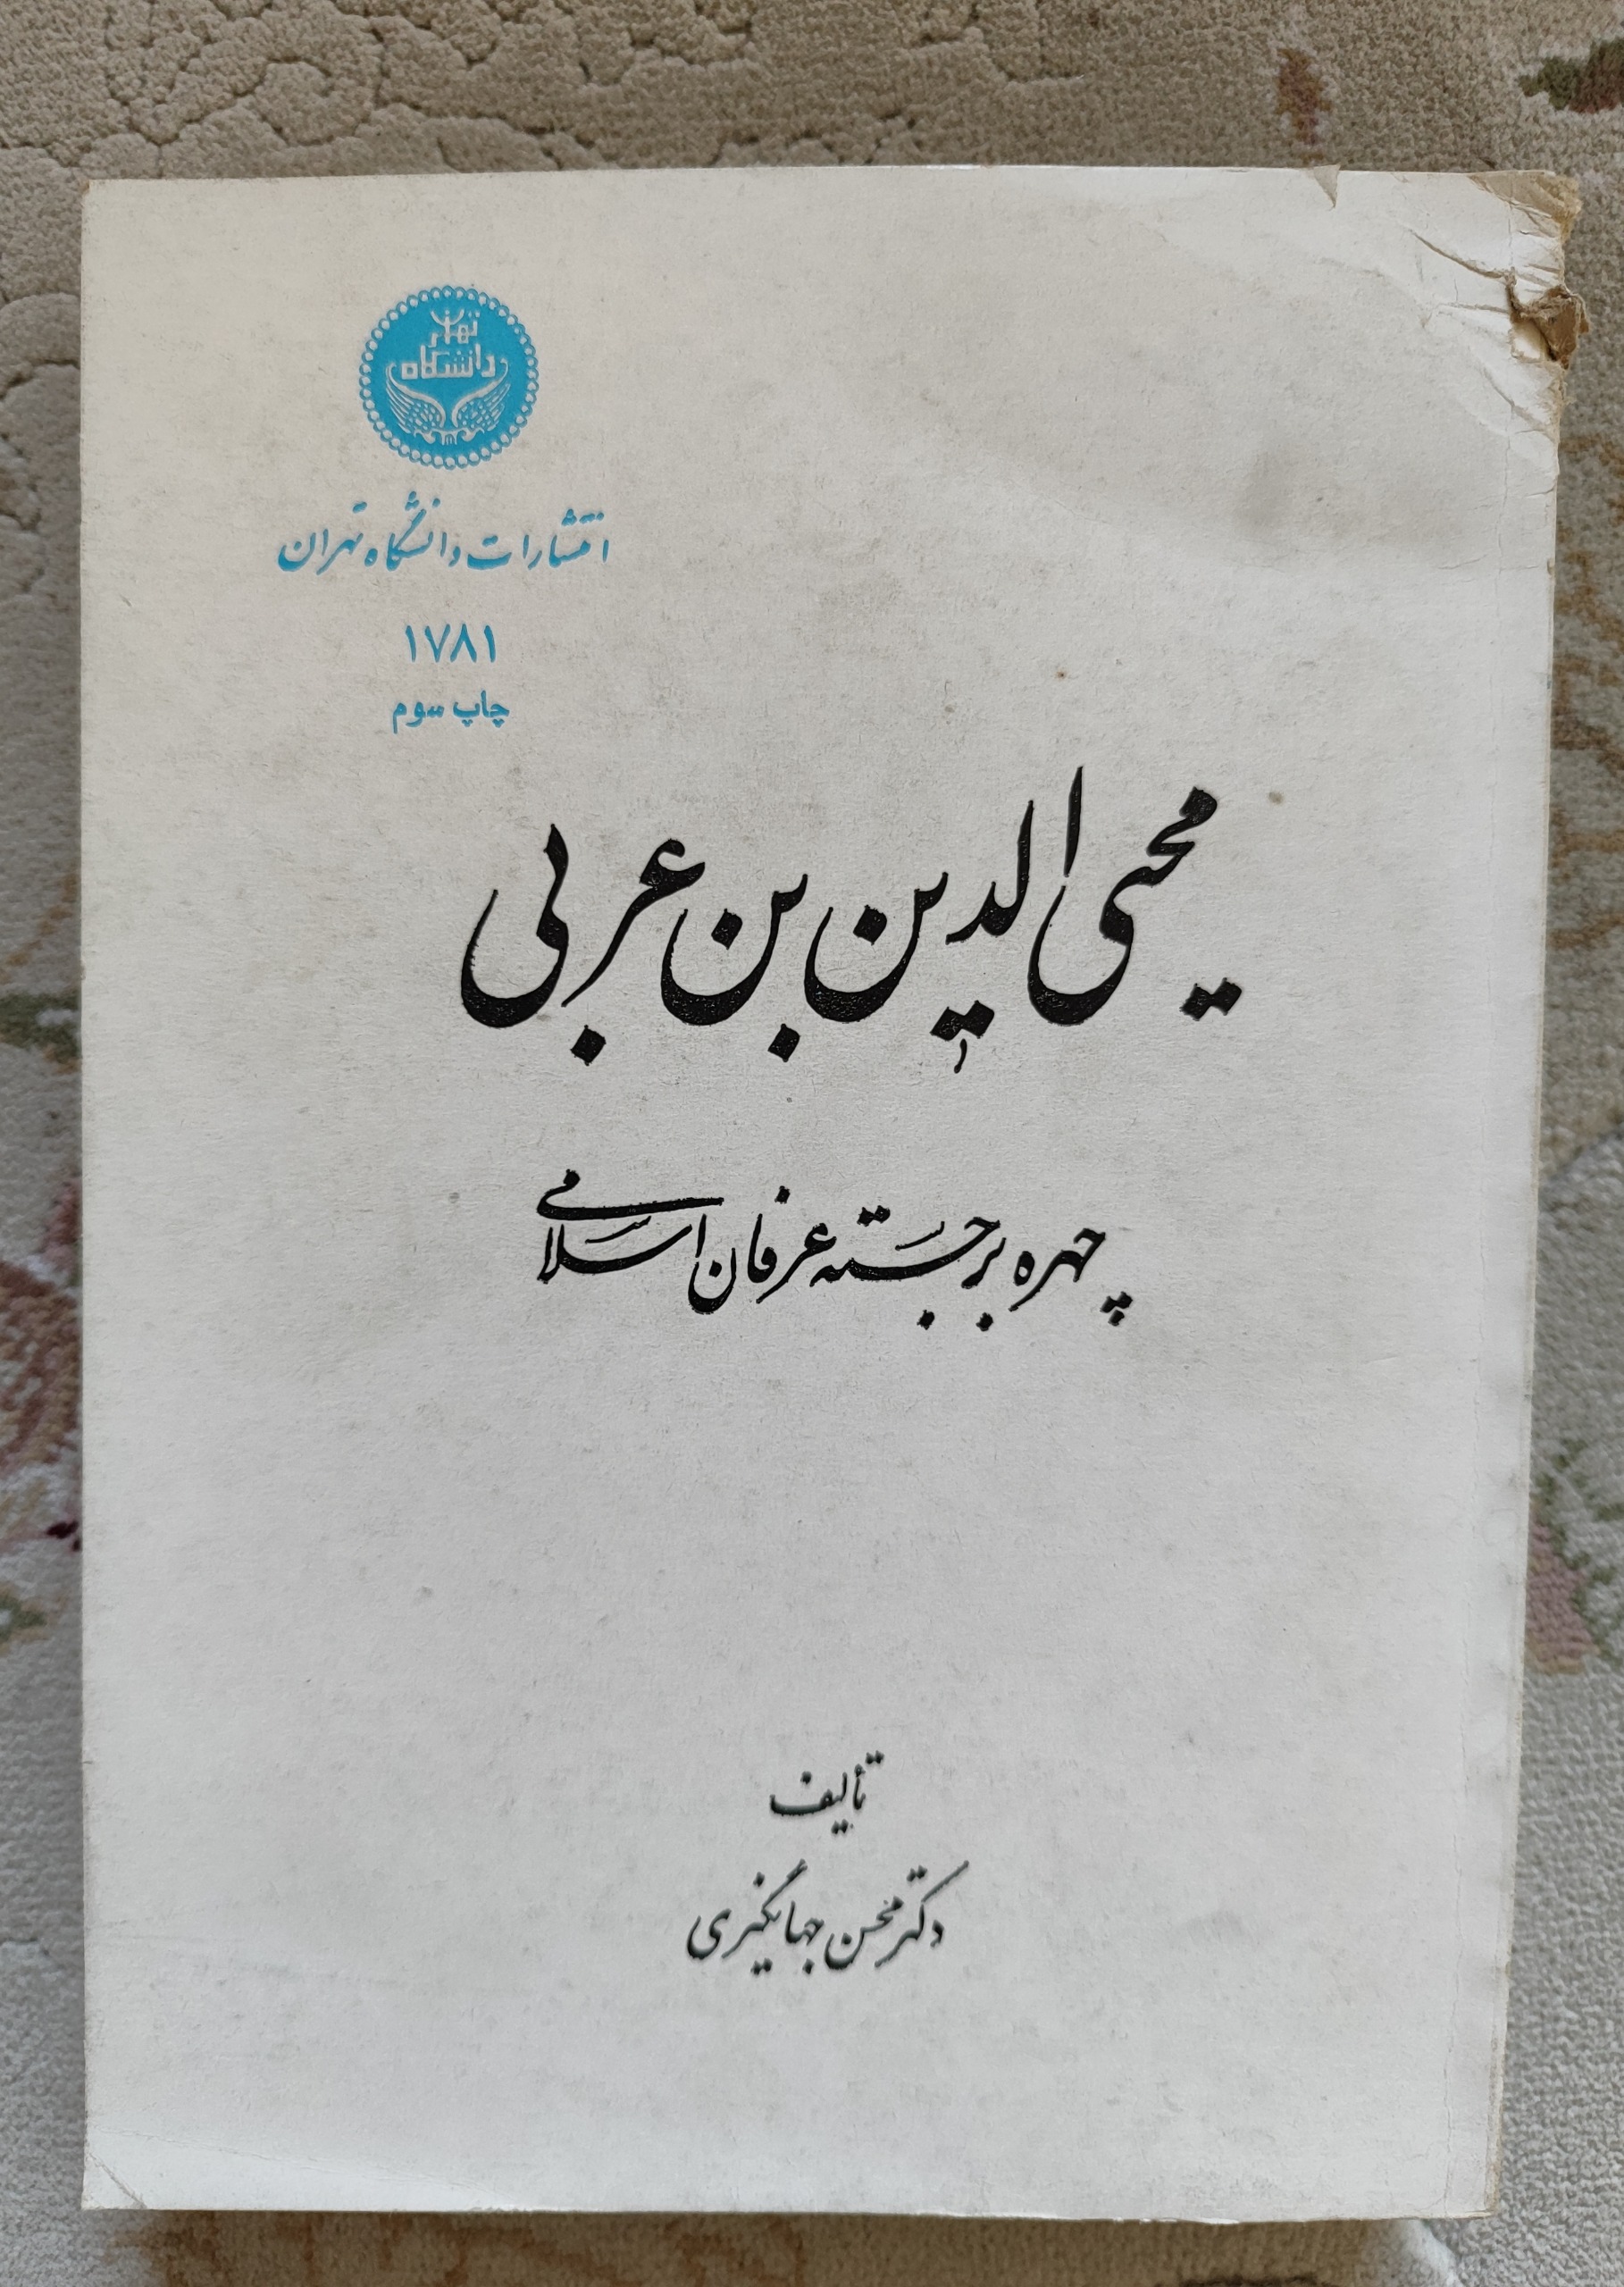 تهران
دانشگاه
انتشارات دانشگاه تهران
۱۷۸۱
چاپ سوم
محیی الدین بن عربی
چهره برجسته عرفان اسلامی
تألیف
دکتر محسن جهانگیری